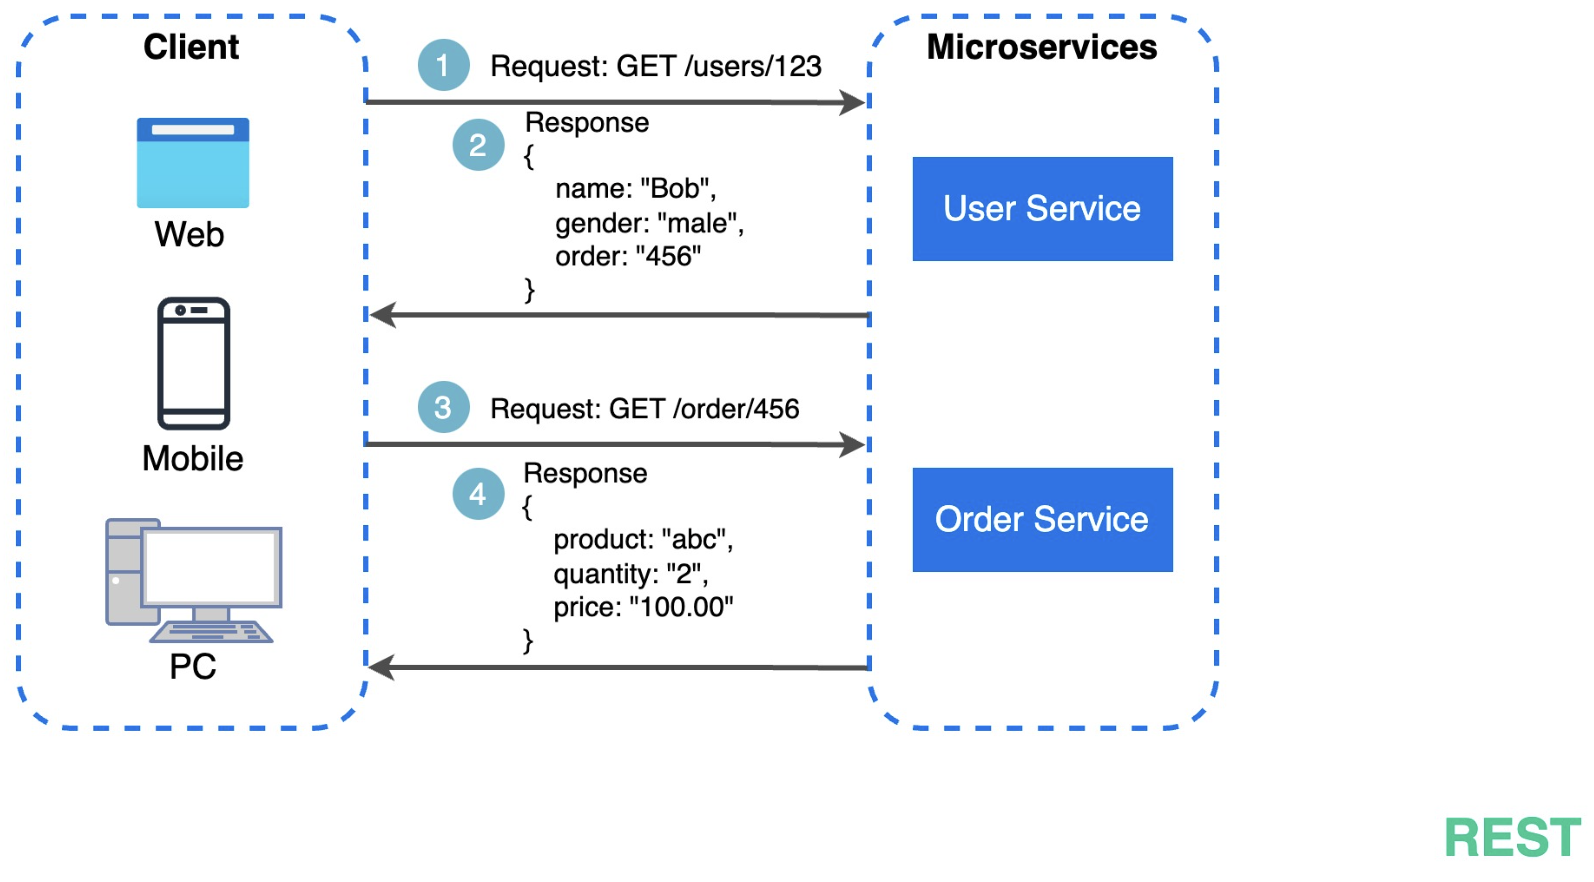 Client
Web
Mobile
PC
1 Request: GET /users/123
2 Response
{
name: "Bob",
gender: "male",
order: "456"
}
3 Request: GET /order/456
4 Response
{
product: "abc",
quantity: "2",
price: "100.00"
}
Microservices
User Service
Order Service
REST